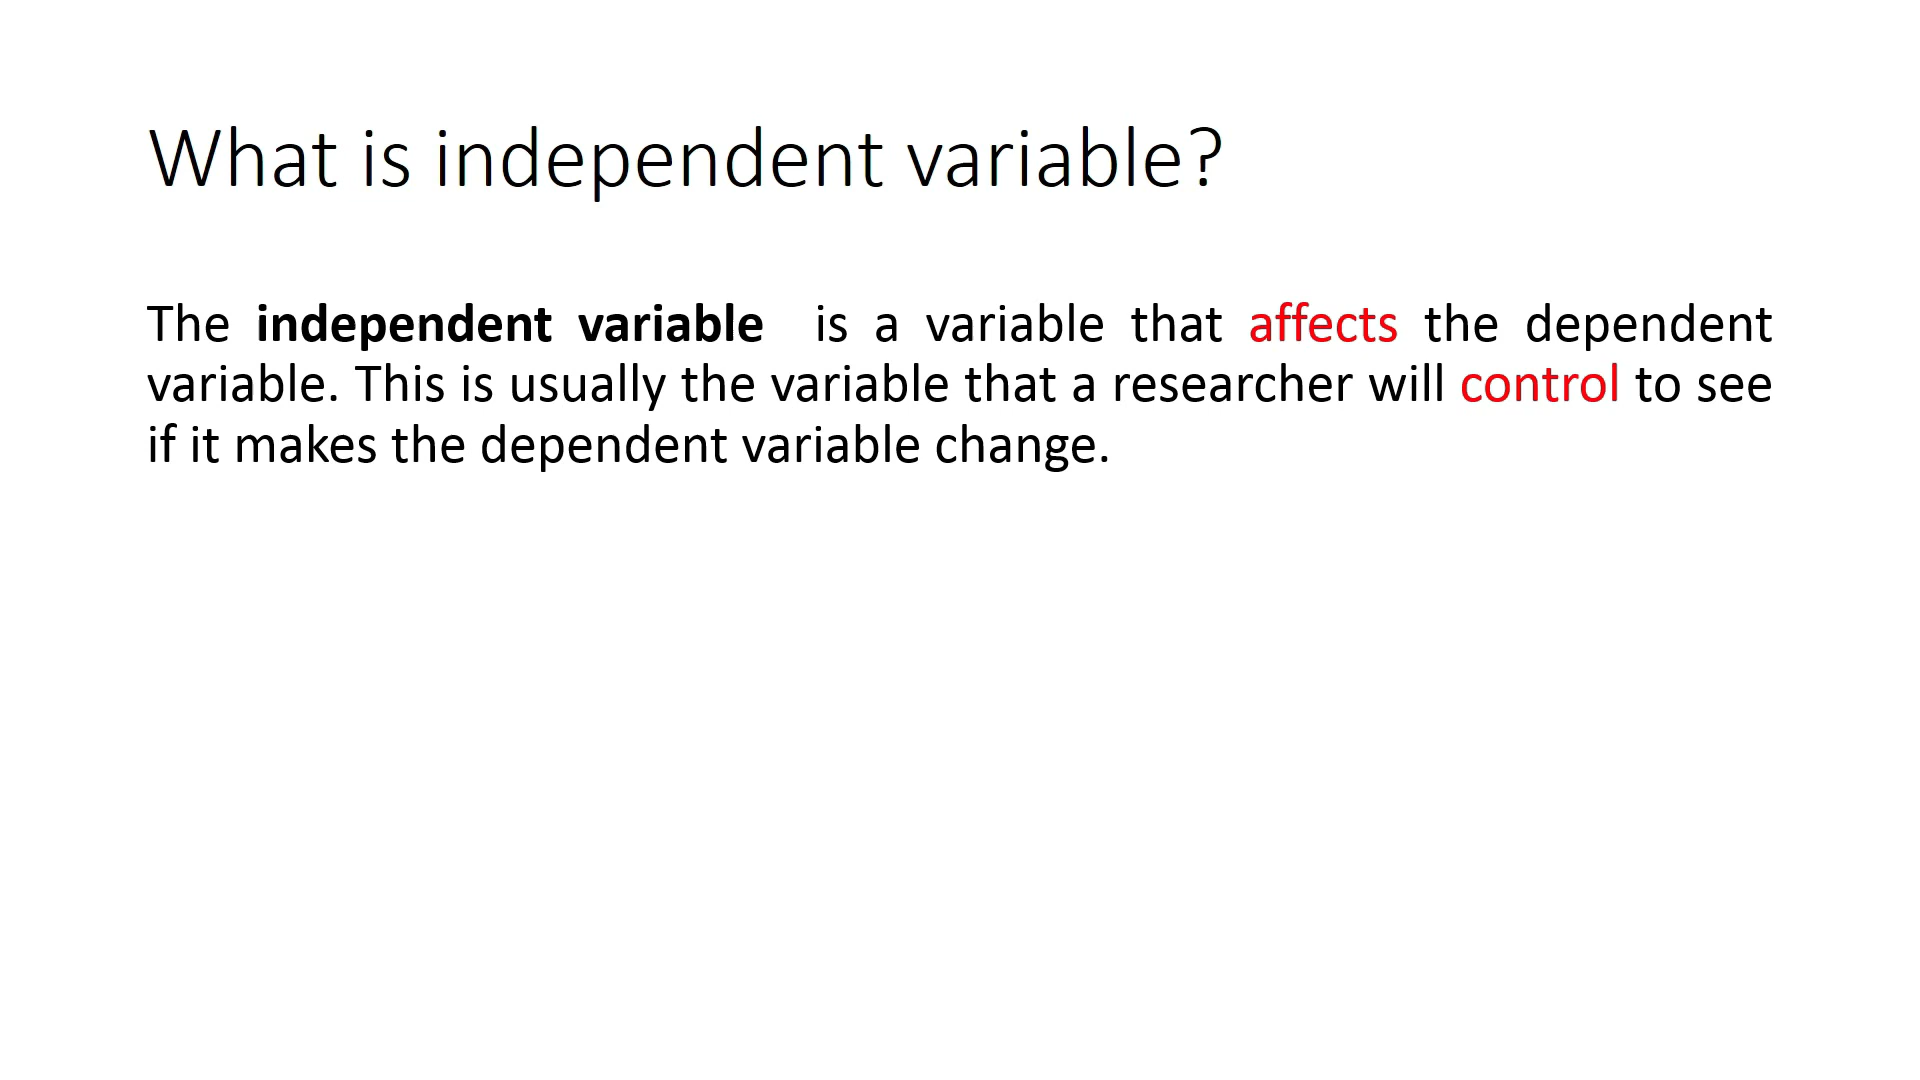 What is independent variable?
The independent variable is a variable that affects the dependent
variable. This is usually the variable that a researcher will control to see
if it makes the dependent variable change.